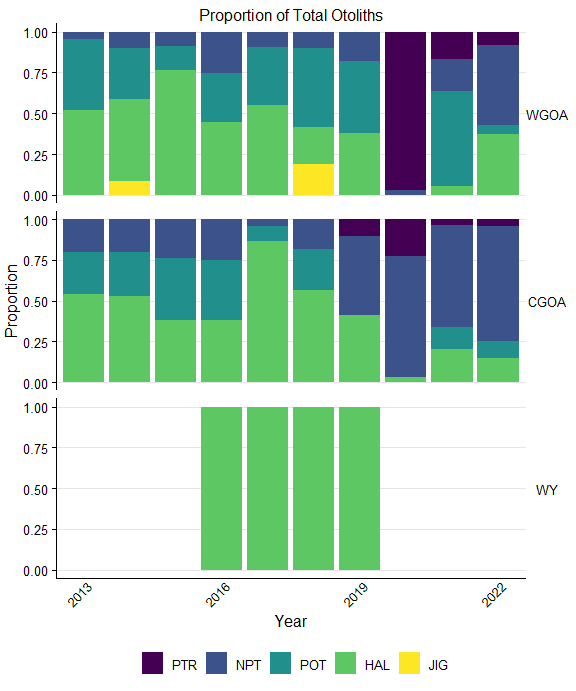 Proportion of Total Otoliths
1.00
0.75
0.50
0.25
0.00
WGOA
1.00
0.75
0.50
0.25
0.00
CGOA
Proportion
1.00
0.75
0.50
0.25
0.00
WY
2013
2016
2019
2022
Year
PTR NPT POT HAL JIG